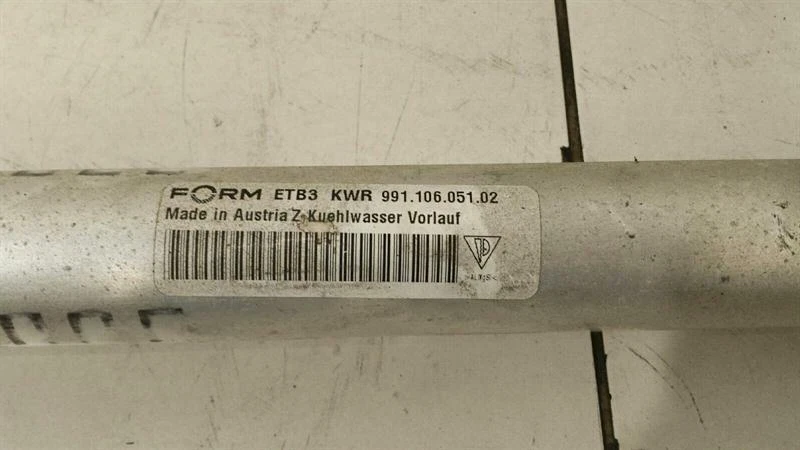 FORM ETB3 KWR 991.106.051.02
Made in Austria Z-Kuehlwasser Vorlauf